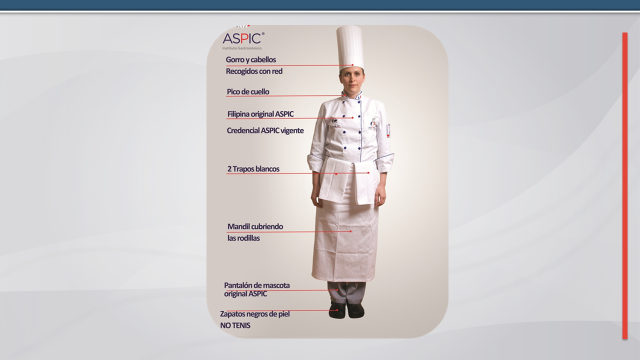 ASPIC®
Gorro y cabellos
Recogidos con red
Pico de cuello
Filipina original ASPIC
Credencial ASPIC vigente
2 Trapos blancos
Mandil cubriendo
las rodillas
Pantalón de mascota
original ASPIC
Zapatos negros de piel
NO TENIS